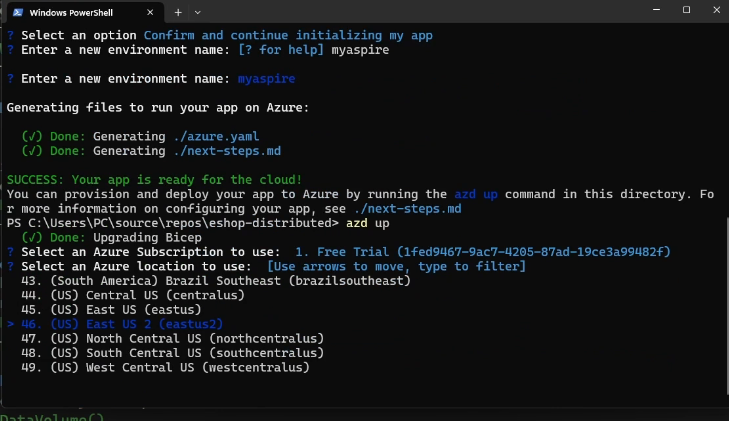 Windows PowerShell
? Select an option Confirm and continue initializing my app
? Enter a new environment name: [? for help] myaspire
? Enter a new environment name: myaspire
Generating files to run your app on Azure:
(√) Done: Generating ./azure.yaml
(√) Done: Generating ./next-steps.md
SUCCESS: Your app is ready for the cloud!
You can provision and deploy your app to Azure by running the azd up command in this directory. Fo
r more information on configuring your app, see ./next-steps.md
PS C:\Users\PC\source\repos\eshop-distributed> azd up
(√) Done: Upgrading Bicep
? Select an Azure Subscription to use:  1. Free Trial (1fed9467-9ac7-4205-87ad-19ce3a99482f)
? Select an Azure location to use:  [Use arrows to move, type to filter]
43. (South America) Brazil Southeast (brazilsoutheast)
44. (US) Central US (centralus)
45. (US) East US (eastus)
> 46. (US) East US 2 (eastus2)
47. (US) North Central US (northcentralus)
48. (US) South Central US (southcentralus)
49. (US) West Central US (westcentralus)
DataVolume()